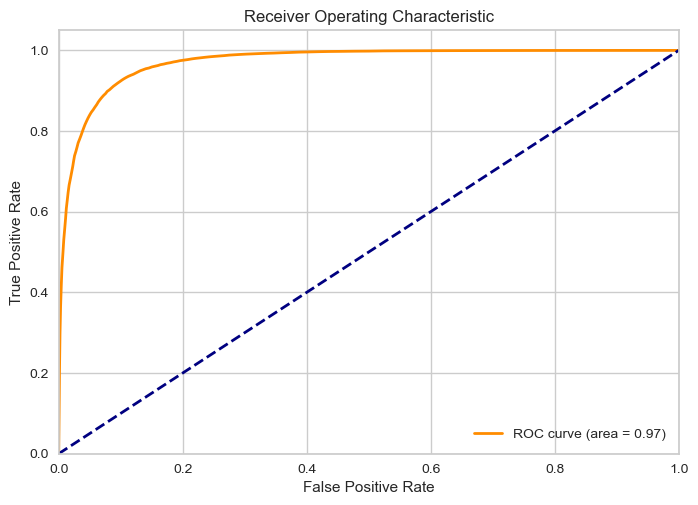 Receiver Operating Characteristic
1.0
0.8
0.6
0.4
0.2
0.0
True Positive Rate
ROC curve (area = 0.97)
0.0 0.2 0.4 0.6 0.8 1.0
False Positive Rate